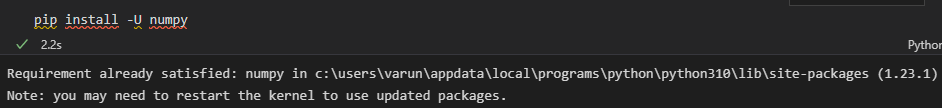 pip install -U numpy
✓ 2.2s
Python
Requirement already satisfied: numpy in c:\users\varun\appdata\local\programs\python\python310\lib\site-packages (1.23.1)
Note: you may need to restart the kernel to use updated packages.